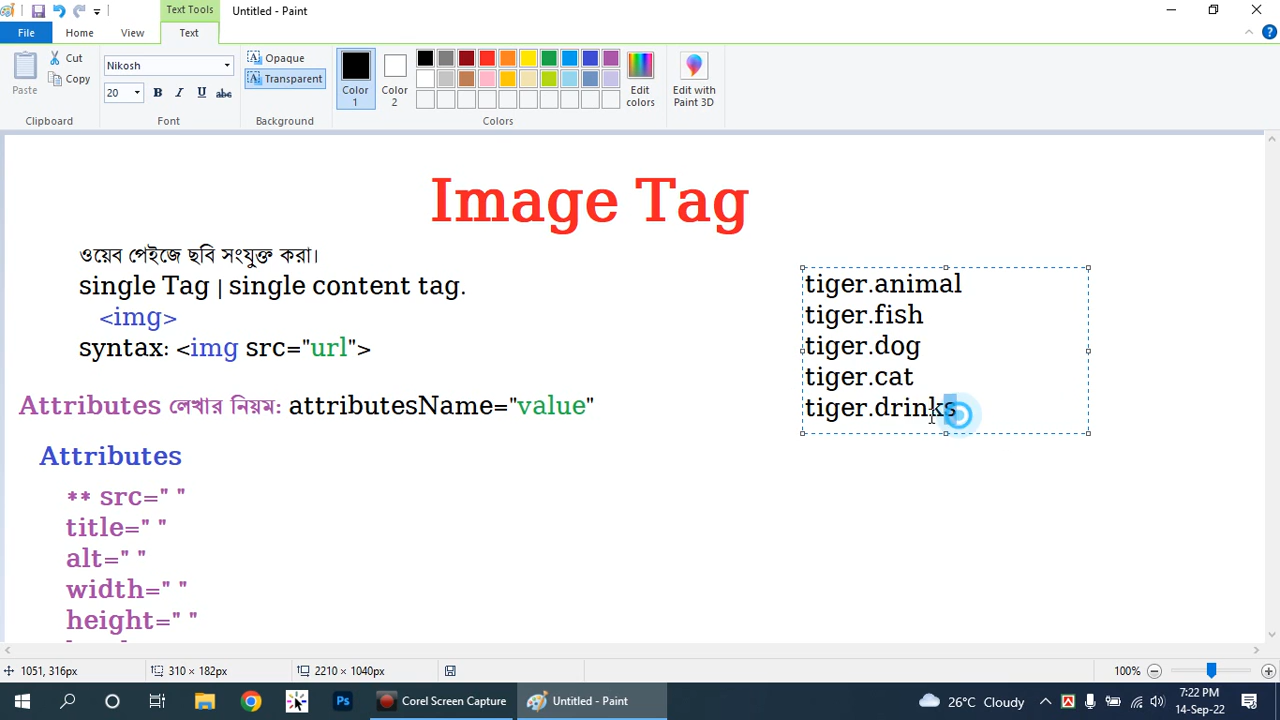 Text Tools
Untitled - Paint
File
Home
View
Text
Paste
Cut
Copy
Clipboard
Nikosh
20
B I U abc
Font
Opaque
Transparent
Background
Color 1
Color 2
Edit colors
Colors
Edit with Paint 3D
Image Tag
ওয়েব পেইজে ছবি সংযুক্ত করা।
single Tag | single content tag.
<img>
syntax: <img src="url">
Attributes লেখার নিয়ম: attributesName="value"
Attributes
** src=" "
title=" "
alt=" "
width=" "
height=" "
tiger.animal
tiger.fish
tiger.dog
tiger.cat
tiger.drinks
1051, 316px
310 × 182px
2210 × 1040px
100%
Ps
Corel Screen Capture
Untitled - Paint
26°C Cloudy
7:22 PM
14-Sep-22